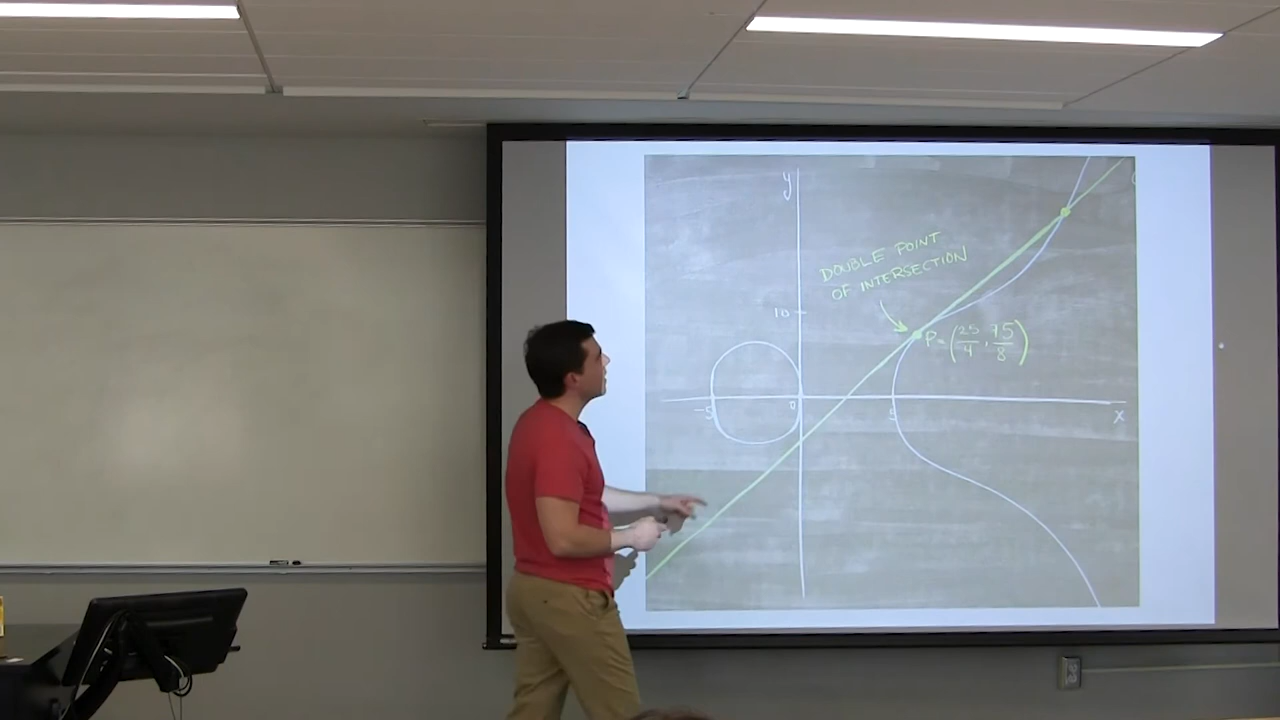 y
DOUBLE POINT
OF INTERSECTION
10
P = (25/4, 75/8)
-5 0 5 x